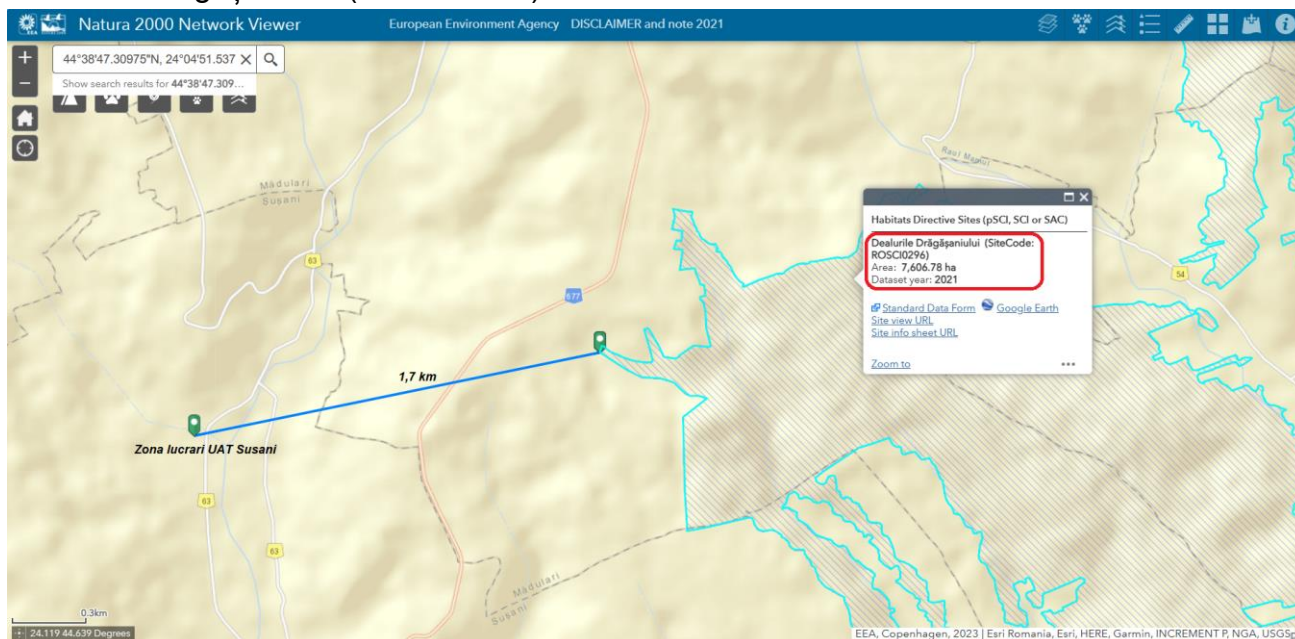 Natura 2000 Network Viewer
European Environment Agency DISCLAIMER and note 2021
44°38'47.30975"N, 24°04'51.537
Show search results for 44°38'47.309...
Mădulari
Șușani
63
677
Raul Mamu
54
Habitats Directive Sites (pSCI, SCI or SAC)
Dealurile Drăgășaniului (SiteCode:
ROSCI0296)
Area: 7,606.78 ha
Dataset year: 2021
Standard Data Form Google Earth
Site view URL
Site info sheet URL
Zoom to
1,7 km
Zona lucrari UAT Susani
63
63
Mădulari
Șușani
0.3km
24.119 44.639 Degrees
EEA, Copenhagen, 2023 | Esri Romania, Esri, HERE, Garmin, INCREMENT P, NGA, USGS